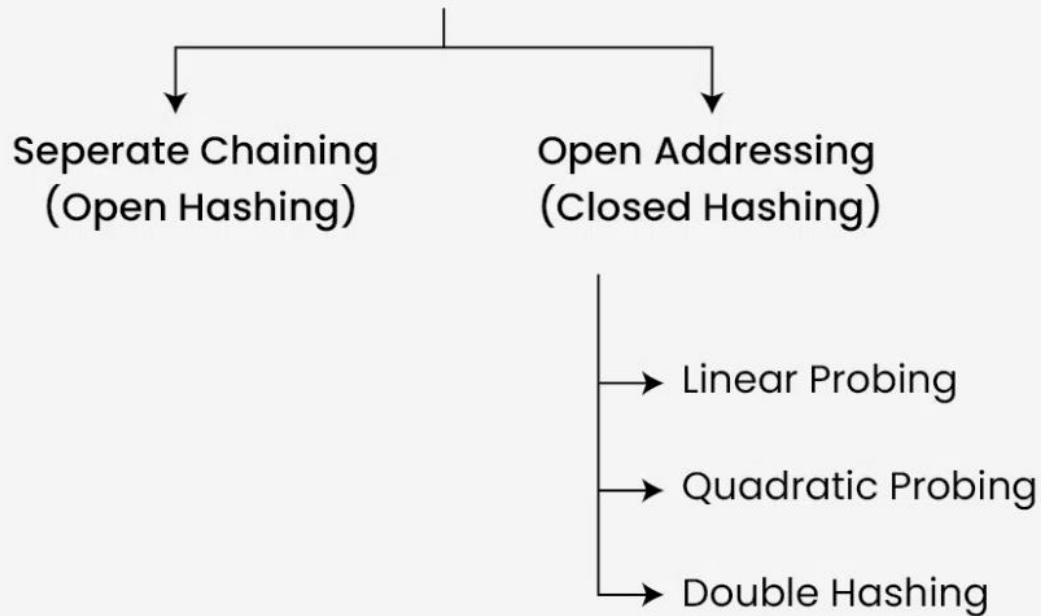 Seperate Chaining
(Open Hashing)
Open Addressing
(Closed Hashing)
Linear Probing
Quadratic Probing
Double Hashing